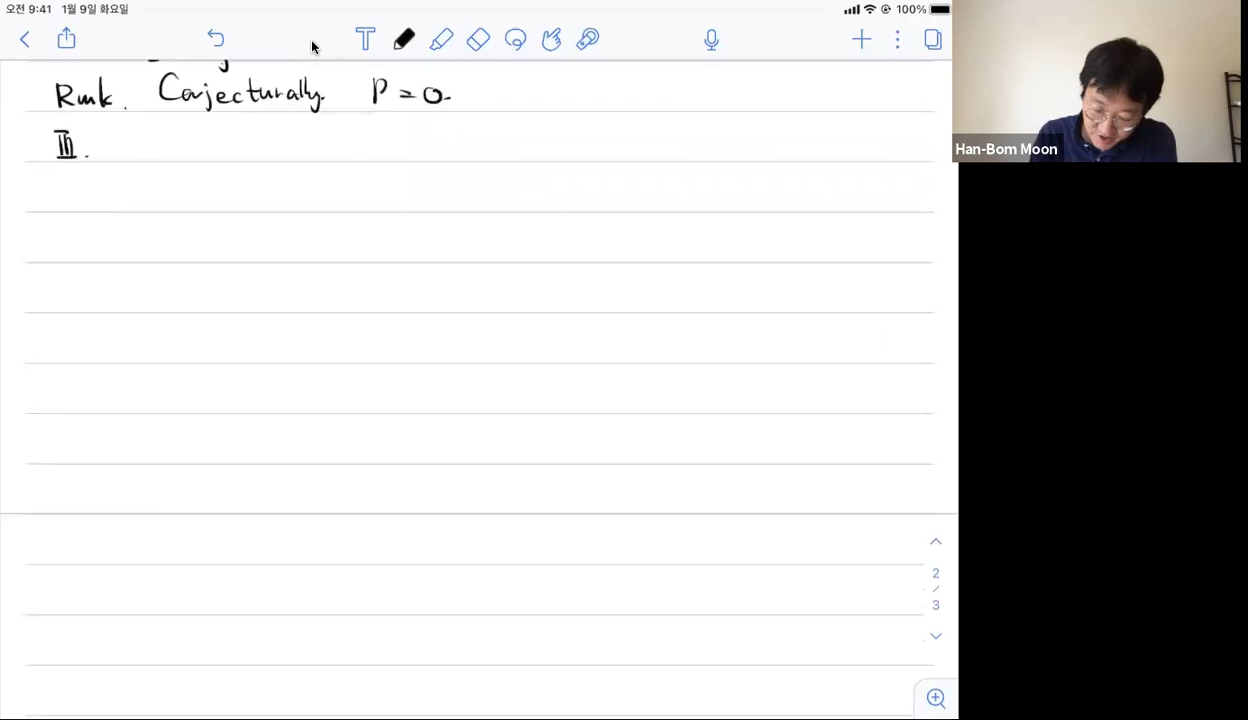 오전 9:41 1월 9일 화요일
100%
Rmk. Conjecturally. P = 0.
III.
2
/
3
Han-Bom Moon